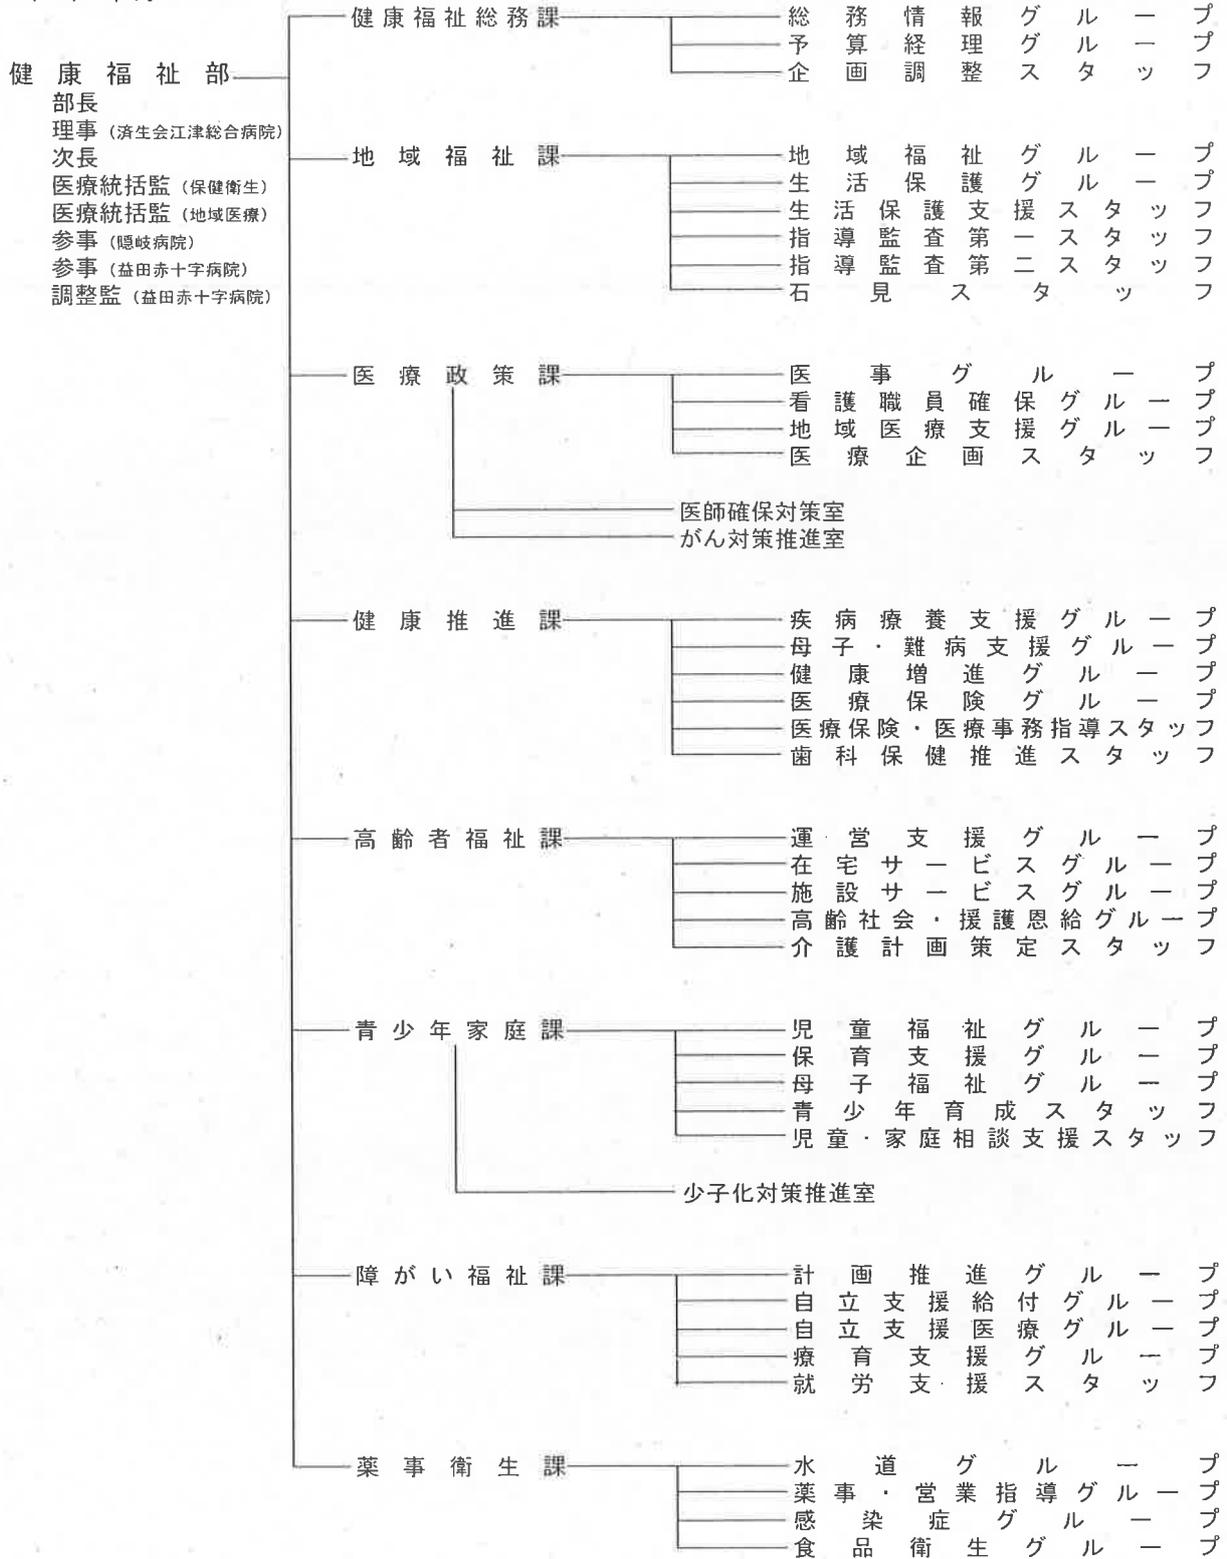 健康福祉部
部長
理事（済生会江津総合病院）
次長
医療統括監（保健衛生）
医療統括監（地域医療）
参事（隠岐病院）
参事（益田赤十字病院）
調整監（益田赤十字病院）
健康福祉総務課
総務情報グループ
予算経理グループ
企画調整スタッフ
地域福祉課
地域福祉グループ
生活保護グループ
生活保護支援スタッフ
指導監査第一スタッフ
指導監査第二スタッフ
石見スタッフ
医療政策課
医事グループ
看護職員確保グループ
地域医療支援グループ
医療企画スタッフ
医師確保対策室
がん対策推進室
健康推進課
疾病療養支援グループ
母子・難病支援グループ
健康増進グループ
医療保険グループ
医療保険・医療事務指導スタッフ
歯科保健推進スタッフ
高齢者福祉課
運営支援グループ
在宅サービスグループ
施設サービスグループ
高齢社会・援護恩給グループ
介護計画策定スタッフ
青少年家庭課
児童福祉グループ
保育支援グループ
母子福祉グループ
青少年育成スタッフ
児童・家庭相談支援スタッフ
少子化対策推進室
障がい福祉課
計画推進グループ
自立支援給付グループ
自立支援医療グループ
療育支援グループ
就労支援スタッフ
薬事衛生課
水道グループ
薬事・営業指導グループ
感染症グループ
食品衛生グループ